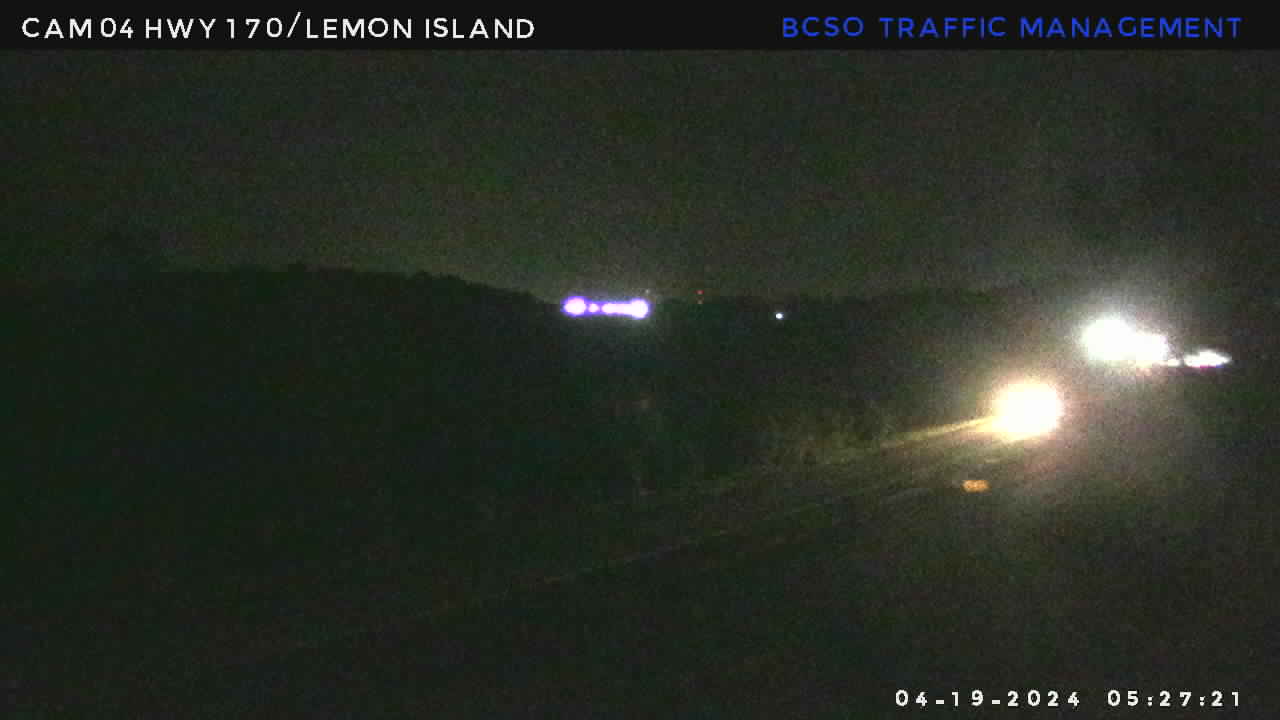 CAM04 HWY 170/LEMON ISLAND
BCSO TRAFFIC MANAGEMENT
04-19-2024 05:27:21